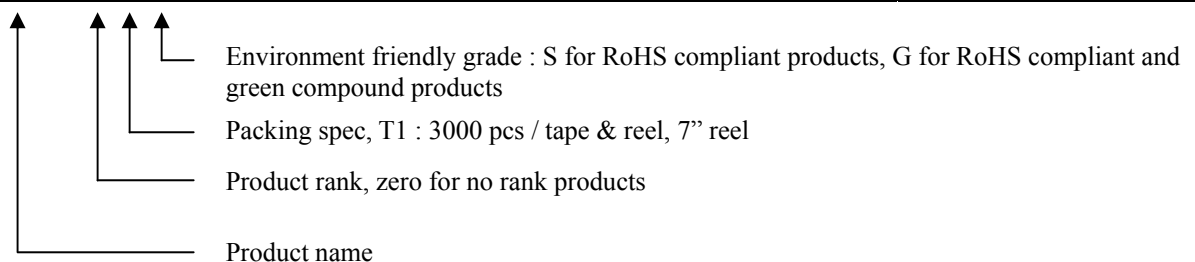 Environment friendly grade : S for RoHS compliant products, G for RoHS compliant and
green compound products
Packing spec, T1 : 3000 pcs / tape & reel, 7” reel
Product rank, zero for no rank products
Product name